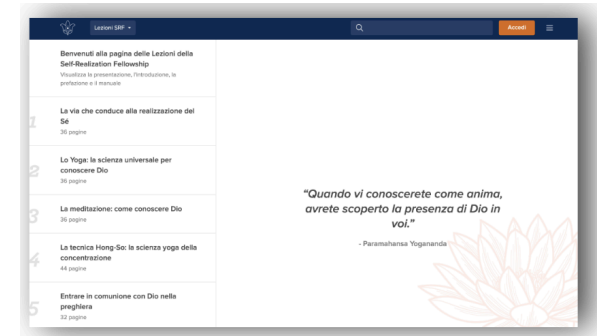 Lezioni SRF
Accedi
Benvenuti alla pagina delle Lezioni della
Self-Realization Fellowship
Visualizza la presentazione, l'introduzione, la
prefazione e il manuale
1
La via che conduce alla realizzazione del
Sé
36 pagine
2
Lo Yoga: la scienza universale per
conoscere Dio
36 pagine
3
La meditazione: come conoscere Dio
36 pagine
4
La tecnica Hong-So: la scienza yoga della
concentrazione
44 pagine
5
Entrare in comunione con Dio nella
preghiera
32 pagine
“Quando vi conoscerete come anima,
avrete scoperto la presenza di Dio in
voi.”
- Paramahansa Yogananda